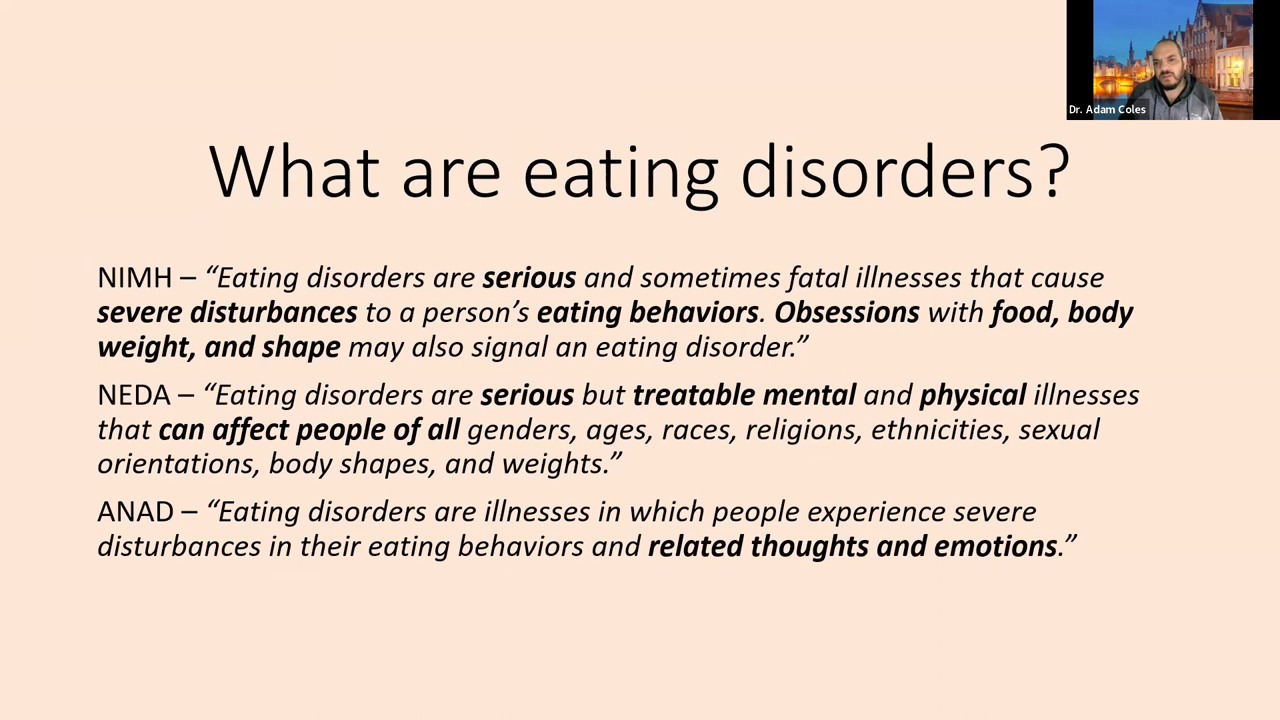 Dr. Adam Coles
What are eating disorders?
NIMH – “Eating disorders are serious and sometimes fatal illnesses that cause
severe disturbances to a person’s eating behaviors. Obsessions with food, body
weight, and shape may also signal an eating disorder.”
NEDA – “Eating disorders are serious but treatable mental and physical illnesses
that can affect people of all genders, ages, races, religions, ethnicities, sexual
orientations, body shapes, and weights.”
ANAD – “Eating disorders are illnesses in which people experience severe
disturbances in their eating behaviors and related thoughts and emotions.”